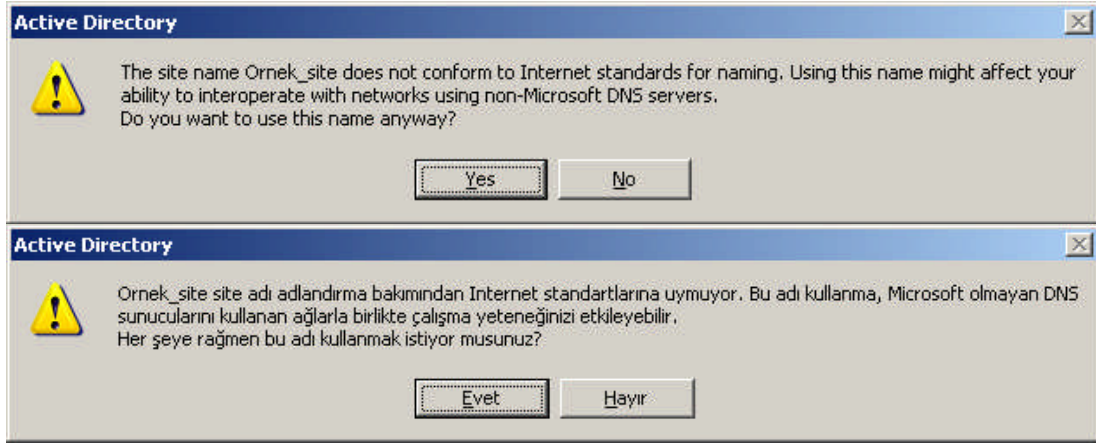 Active Directory
The site name Ornek_site does not conform to Internet standards for naming. Using this name might affect your
ability to interoperate with networks using non-Microsoft DNS servers.
Do you want to use this name anyway?
Yes No
Active Directory
Ornek_site site adı adlandırma bakımından Internet standartlarına uymuyor. Bu adı kullanma, Microsoft olmayan DNS
sunucularını kullanan ağlarla birlikte çalışma yeteneğinizi etkileyebilir.
Her şeye rağmen bu adı kullanmak istiyor musunuz?
Evet Hayır